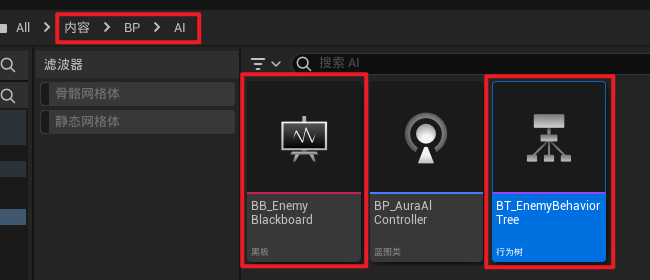 All > 内容 > BP > AI
滤波器
搜索 AI
骨骼网格体
静态网格体
BB_Enemy
Blackboard
黑板
BP_AuraAI
Controller
蓝图类
BT_EnemyBehavior
Tree
行为树